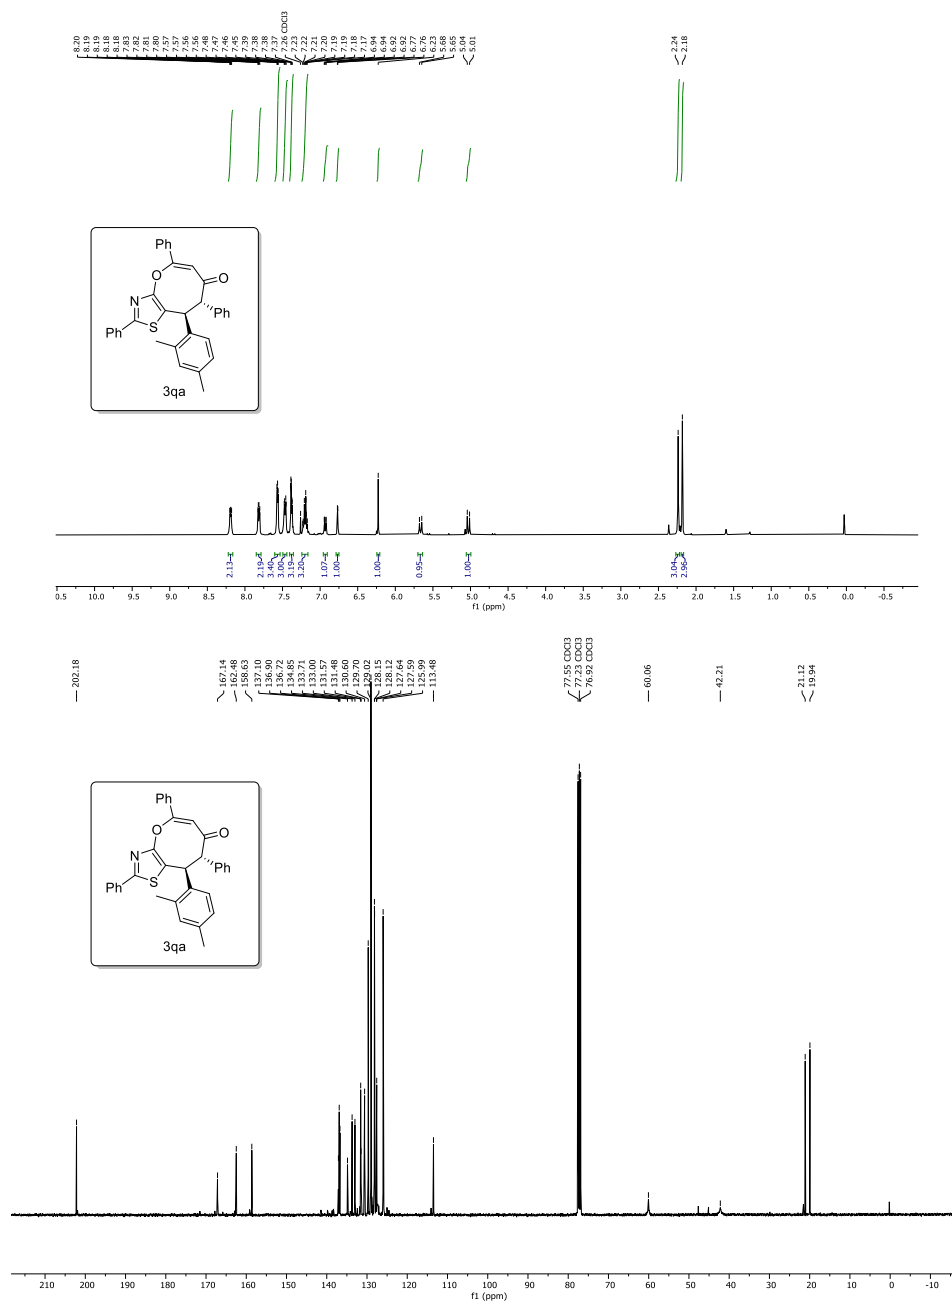 8.20 8.19 8.19 8.18 8.18 7.83 7.82 7.81 7.80 7.57 7.57 7.56 7.56 7.48 7.47 7.46 7.45 7.39 7.38 7.38 7.37 7.26 CDCl3 7.23 7.22 7.21 7.20 7.19 7.19 7.18 7.17 6.94 6.94 6.92 6.92 6.77 6.76 6.23 5.68 5.65 5.04 5.01 2.24 2.18
Ph
O
O
N
Ph
S
Ph
3qa
2.13 2.19 3.40 3.00 3.19 3.20 1.07 1.00 1.00 0.95 1.00 3.04 2.96
0.5 10.0 9.5 9.0 8.5 8.0 7.5 7.0 6.5 6.0 5.5 5.0 4.5 4.0 3.5 3.0 2.5 2.0 1.5 1.0 0.5 0.0 -0.5
f1 (ppm)
202.18 167.14 162.48 158.63 137.10 136.90 136.72 134.85 133.71 133.00 131.57 131.48 130.60 129.70 129.02 128.15 128.12 127.64 127.59 125.99 113.48 77.55 CDCl3 77.23 CDCl3 76.92 CDCl3 60.06 42.21 21.12 19.94
Ph
O
O
N
Ph
S
Ph
3qa
210 200 190 180 170 160 150 140 130 120 110 100 90 80 70 60 50 40 30 20 10 0 -10
f1 (ppm)